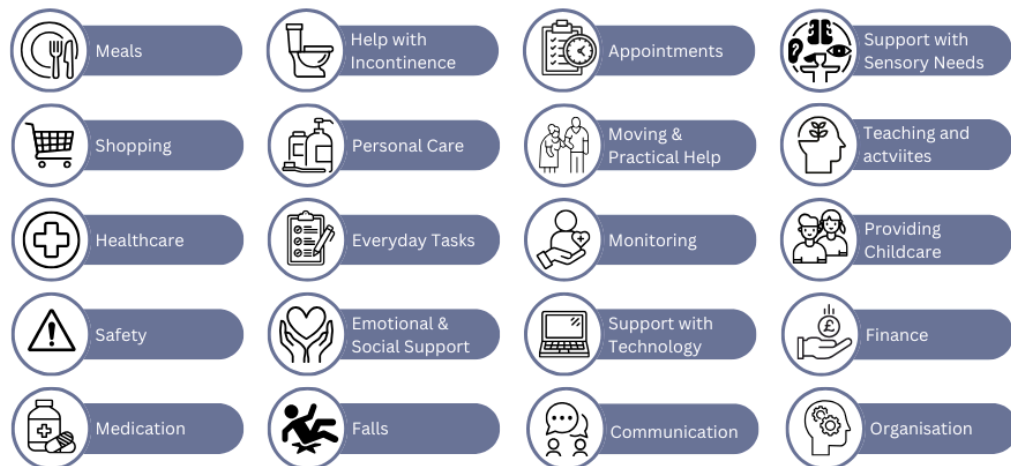 Meals
Help with
Incontinence
Appointments
Support with
Sensory Needs
Shopping
Personal Care
Moving &
Practical Help
Teaching and
actviites
Healthcare
Everyday Tasks
Monitoring
Providing
Childcare
Safety
Emotional &
Social Support
Support with
Technology
£
Finance
Medication
Falls
Communication
Organisation